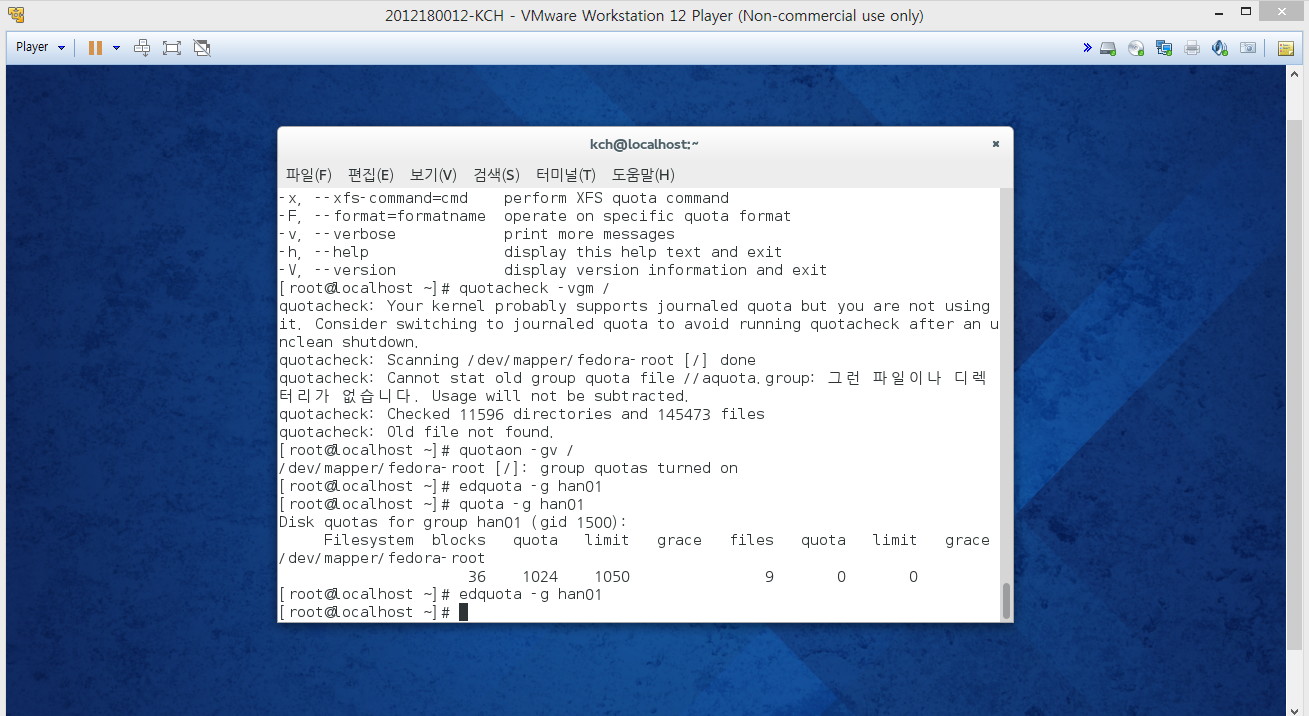 2012180012-KCH - VMware Workstation 12 Player (Non-commercial use only)
Player
kch@localhost:~
파일(F) 편집(E) 보기(V) 검색(S) 터미널(T) 도움말(H)
-x, --xfs-command=cmd    perform XFS quota command
-F, --format=formatname  operate on specific quota format
-v, --verbose            print more messages
-h, --help               display this help text and exit
-V, --version            display version information and exit
[root@localhost ~]# quotacheck -vgm /
quotacheck: Your kernel probably supports journaled quota but you are not using
it. Consider switching to journaled quota to avoid running quotacheck after an u
nclean shutdown.
quotacheck: Scanning /dev/mapper/fedora-root [/] done
quotacheck: Cannot stat old group quota file //aquota.group: 그런 파일이나 디렉
터리가 없습니다. Usage will not be subtracted.
quotacheck: Checked 11596 directories and 145473 files
quotacheck: Old file not found.
[root@localhost ~]# quotaon -gv /
/dev/mapper/fedora-root [/]: group quotas turned on
[root@localhost ~]# edquota -g han01
[root@localhost ~]# quota -g han01
Disk quotas for group han01 (gid 1500):
     Filesystem  blocks   quota   limit   grace   files   quota   limit   grace
/dev/mapper/fedora-root
                     36    1024    1050               9       0       0
[root@localhost ~]# edquota -g han01
[root@localhost ~]#